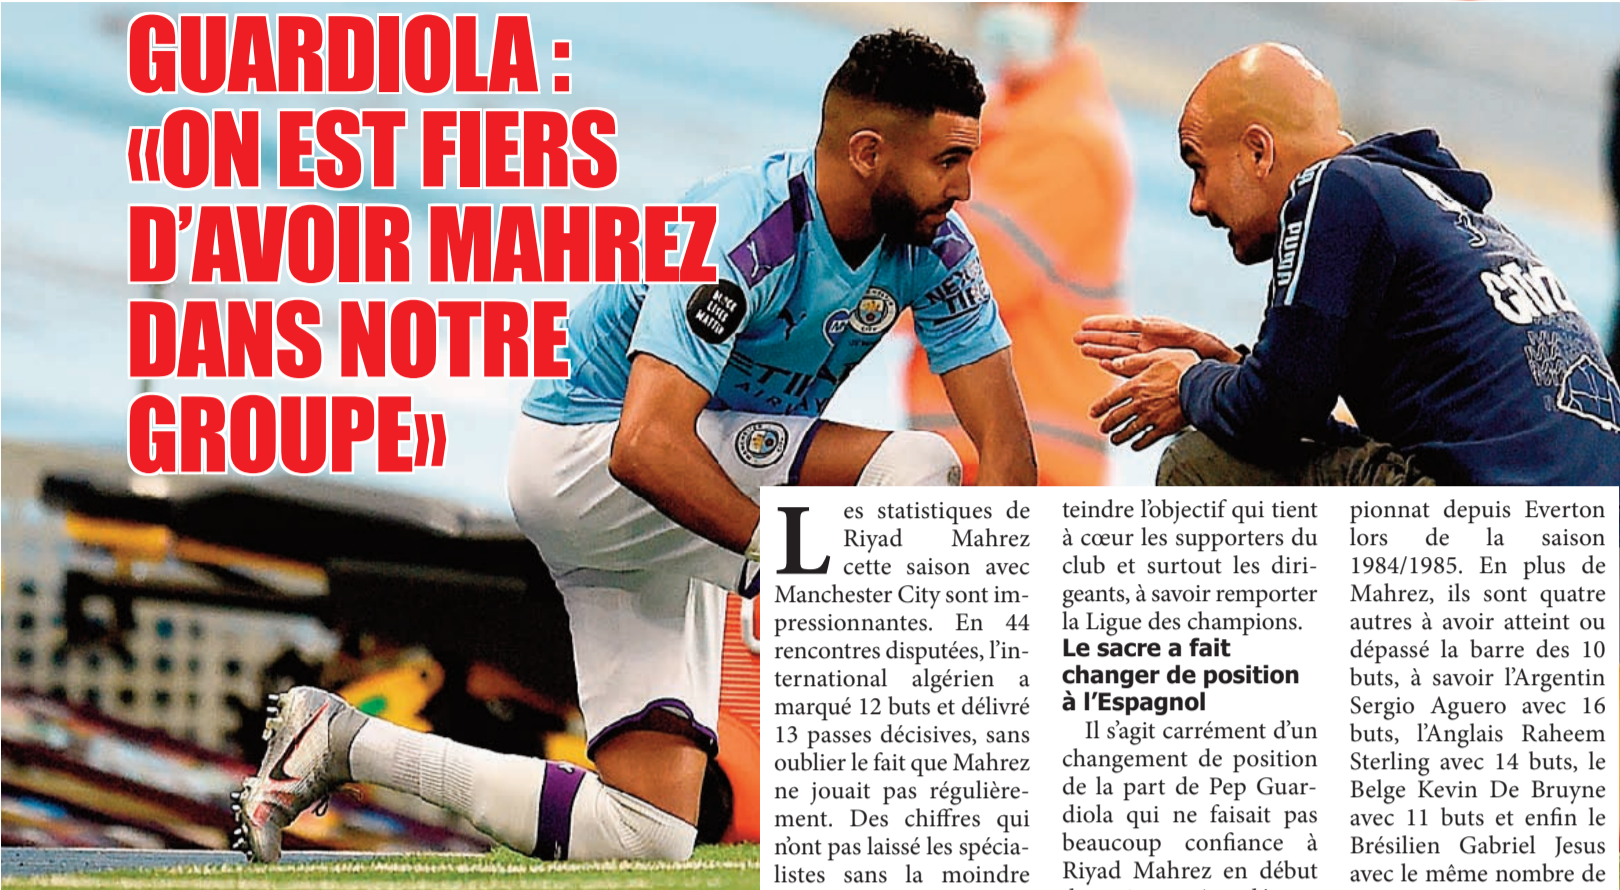 GUARDIOLA :
«ON EST FIERS
D’AVOIR MAHREZ
DANS NOTRE
GROUPE»
BLACK
LIVES
MATTER
NEXEN
TIRE
ETIHAD
AIRWAYS
PUMA
Les statistiques de
Riyad Mahrez
cette saison avec
Manchester City sont im-
pressionnantes. En 44
rencontres disputées, l’in-
ternational algérien a
marqué 12 buts et délivré
13 passes décisives, sans
oublier le fait que Mahrez
ne jouait pas régulière-
ment. Des chiffres qui
n’ont pas laissé les spécia-
listes sans la moindre
teindre l’objectif qui tient
à cœur les supporters du
club et surtout les diri-
geants, à savoir remporter
la Ligue des champions.
Le sacre a fait
changer de position
à l’Espagnol
Il s’agit carrément d’un
changement de position
de la part de Pep Guar-
diola qui ne faisait pas
beaucoup confiance à
Riyad Mahrez en début
pionnat depuis Everton
lors de la saison
1984/1985. En plus de
Mahrez, ils sont quatre
autres à avoir atteint ou
dépassé la barre des 10
buts, à savoir l’Argentin
Sergio Aguero avec 16
buts, l’Anglais Raheem
Sterling avec 14 buts, le
Belge Kevin De Bruyne
avec 11 buts et enfin le
Brésilien Gabriel Jesus
avec le même nombre de